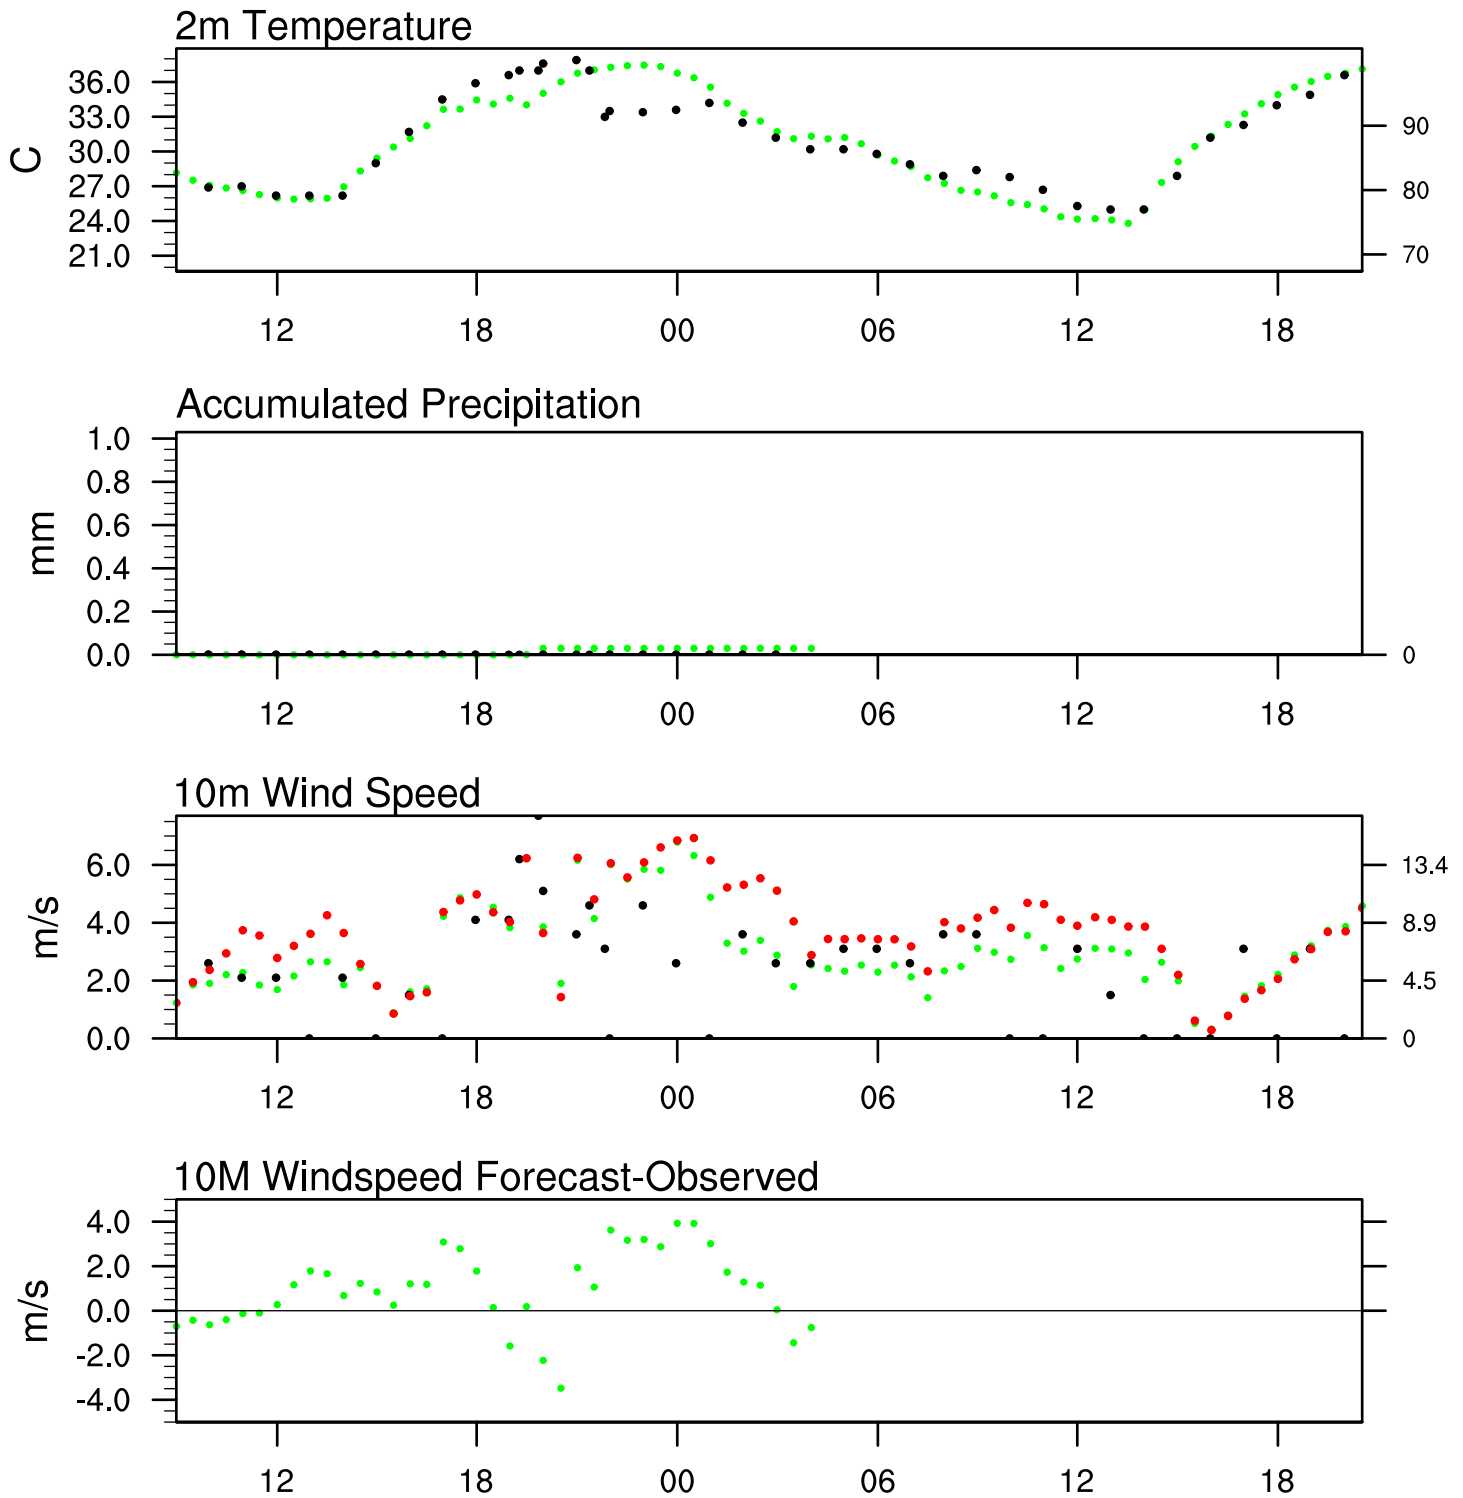 2m Temperature
36.0
33.0
30.0
27.0
24.0
21.0
C
90
80
70
12 18 00 06 12 18
Accumulated Precipitation
1.0
0.8
0.6
0.4
0.2
0.0
mm
0
12 18 00 06 12 18
10m Wind Speed
6.0
4.0
2.0
0.0
m/s
13.4
8.9
4.5
0
12 18 00 06 12 18
10M Windspeed Forecast-Observed
4.0
2.0
0.0
-2.0
-4.0
m/s
12 18 00 06 12 18